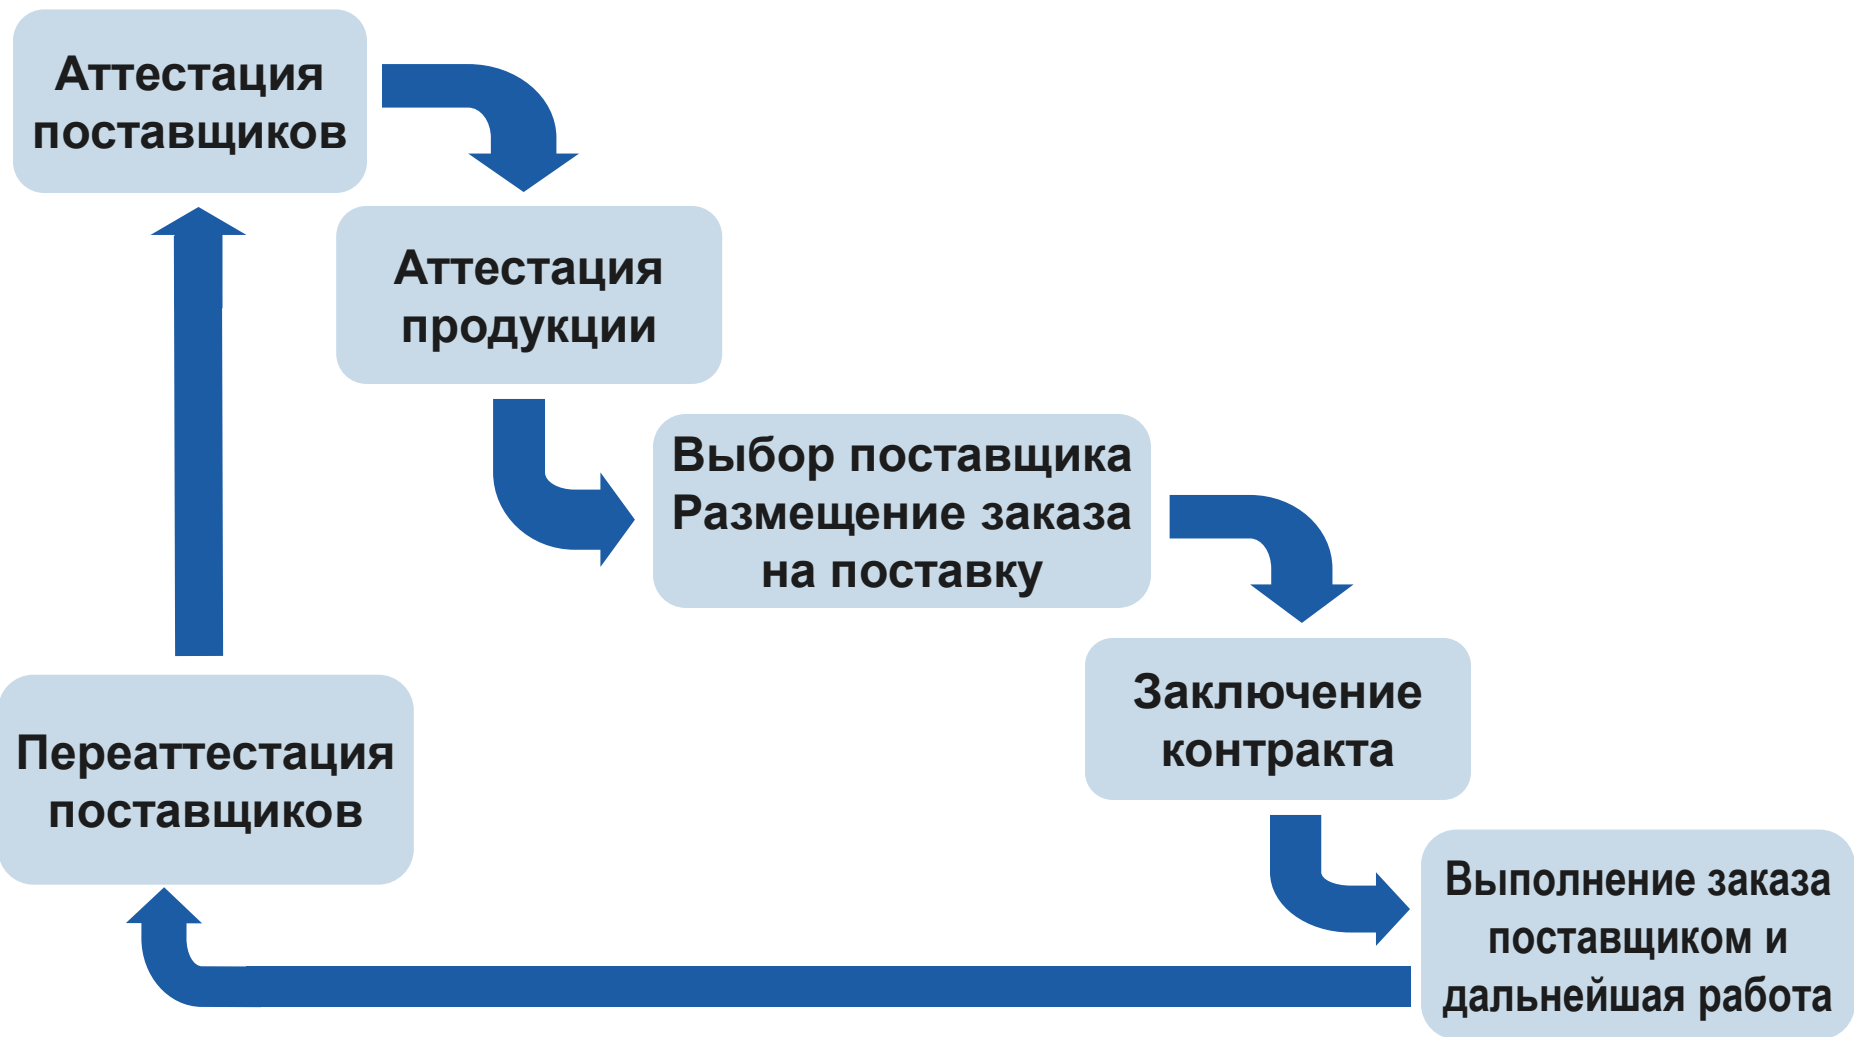 Аттестация
поставщиков
Аттестация
продукции
Выбор поставщика
Размещение заказа
на поставку
Заключение
контракта
Переаттестация
поставщиков
Выполнение заказа
поставщиком и
дальнейшая работа